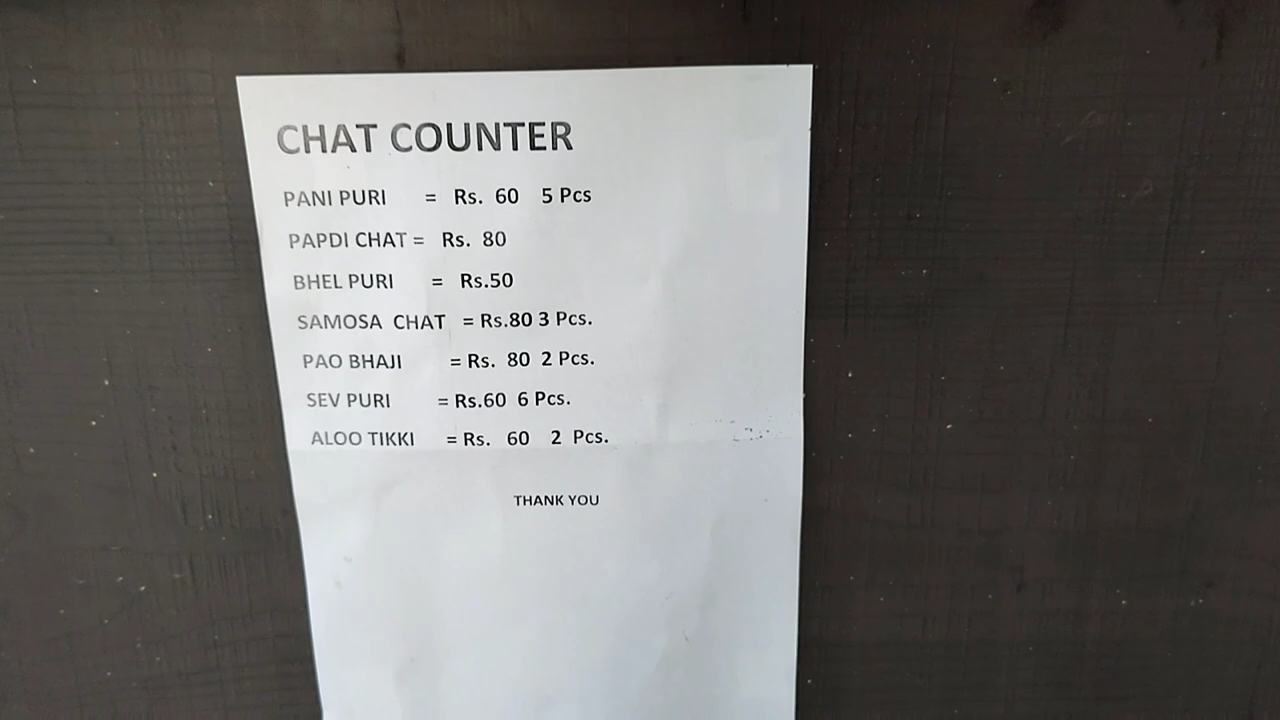 CHAT COUNTER
PANI PURI = Rs. 60 5 Pcs
PAPDI CHAT = Rs. 80
BHEL PURI = Rs.50
SAMOSA CHAT = Rs.80 3 Pcs.
PAO BHAJI = Rs. 80 2 Pcs.
SEV PURI = Rs.60 6 Pcs.
ALOO TIKKI = Rs. 60 2 Pcs.
THANK YOU